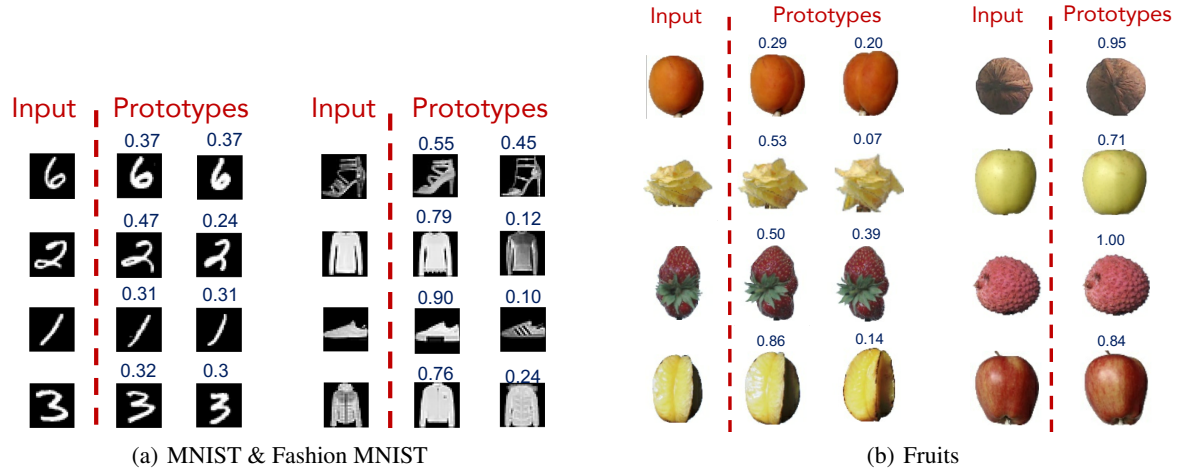 Input Prototypes Input Prototypes
0.37 0.37 0.55 0.45
0.47 0.24 0.79 0.12
0.31 0.31 0.90 0.10
0.32 0.3 0.76 0.24
(a) MNIST & Fashion MNIST
Input Prototypes Input Prototypes
0.29 0.20 0.95
0.53 0.07 0.71
0.50 0.39 1.00
0.86 0.14 0.84
(b) Fruits